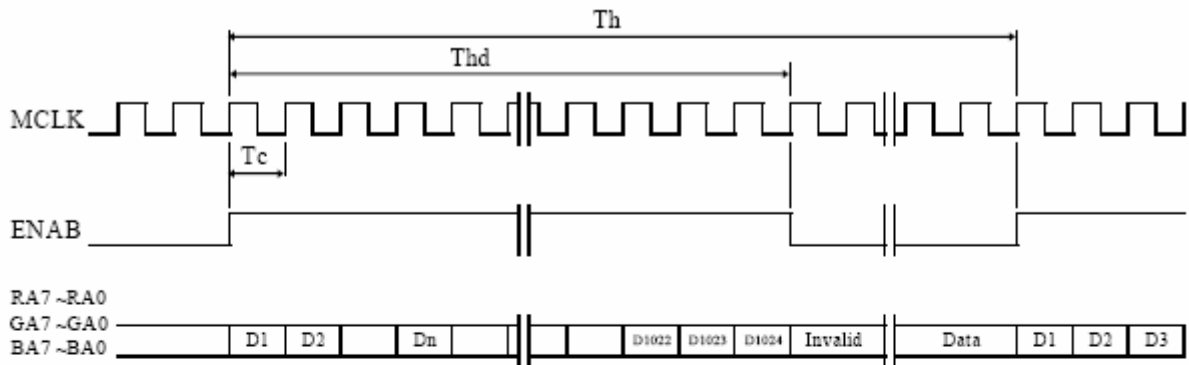 Th
Thd
MCLK
Tc
ENAB
RA7 ~RA0
GA7 ~GA0
BA7 ~BA0
D1 D2 Dn D1022 D1023 D1024 Invalid Data D1 D2 D3